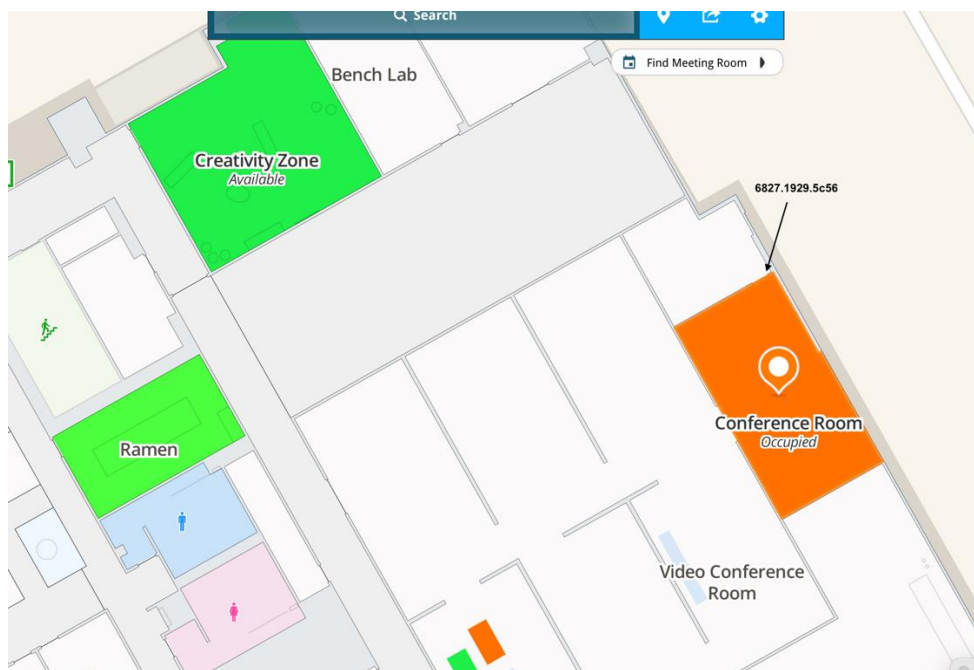 Search
Find Meeting Room
Bench Lab
Creativity Zone
Available
6827.1929.5c56
Conference Room
Occupied
Ramen
Video Conference
Room